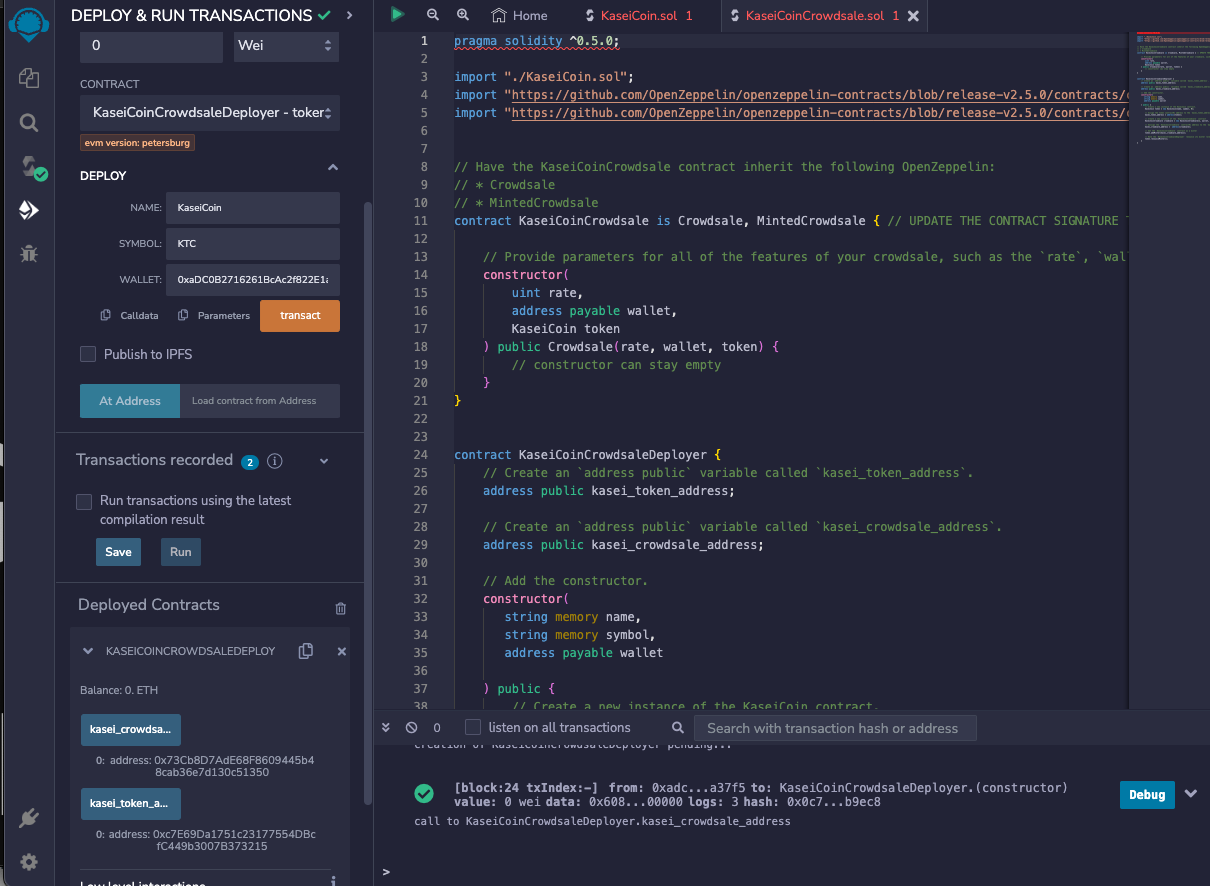 DEPLOY & RUN TRANSACTIONS
0
Wei
CONTRACT
KaseiCoinCrowdsaleDeployer - token
evm version: petersburg
DEPLOY
NAME:
KaseiCoin
SYMBOL:
KTC
WALLET:
0xaDC0B2716261BcAc2f822E1a
Calldata
Parameters
transact
Publish to IPFS
At Address
Load contract from Address
Transactions recorded 2
Run transactions using the latest
compilation result
Save
Run
Deployed Contracts
KASEICOINCROWDSALEDEPLOY
Balance: 0. ETH
kasei_crowdsa...
0: address: 0x73Cb8D7AdE68F8609445b4
8cab36e7d130c51350
kasei_token_a...
0: address: 0xc7E69Da1751c23177554DBc
fC449b3007B373215
Low level interactions
Home
KaseiCoin.sol 1
KaseiCoinCrowdsale.sol 1
1 pragma solidity ^0.5.0;
2
3 import "./KaseiCoin.sol";
4 import "https://github.com/OpenZeppelin/openzeppelin-contracts/blob/release-v2.5.0/contracts/c
5 import "https://github.com/OpenZeppelin/openzeppelin-contracts/blob/release-v2.5.0/contracts/c
6
7
8 // Have the KaseiCoinCrowdsale contract inherit the following OpenZeppelin:
9 // * Crowdsale
10 // * MintedCrowdsale
11 contract KaseiCoinCrowdsale is Crowdsale, MintedCrowdsale { // UPDATE THE CONTRACT SIGNATURE T
12
13 // Provide parameters for all of the features of your crowdsale, such as the `rate`, `wal
14 constructor(
15 uint rate,
16 address payable wallet,
17 KaseiCoin token
18 ) public Crowdsale(rate, wallet, token) {
19 // constructor can stay empty
20 }
21 }
22
23
24 contract KaseiCoinCrowdsaleDeployer {
25 // Create an `address public` variable called `kasei_token_address`.
26 address public kasei_token_address;
27
28 // Create an `address public` variable called `kasei_crowdsale_address`.
29 address public kasei_crowdsale_address;
30
31 // Add the constructor.
32 constructor(
33 string memory name,
34 string memory symbol,
35 address payable wallet
36
37 ) public {
38 // Create a new instance of the KaseiCoin contract.
0
listen on all transactions
Search with transaction hash or address
creation of KaseiCoinCrowdsaleDeployer pending...
[block:24 txIndex:-] from: 0xadc...a37f5 to: KaseiCoinCrowdsaleDeployer.(constructor)
value: 0 wei data: 0x608...00000 logs: 3 hash: 0x0c7...b9ec8
Debug
call to KaseiCoinCrowdsaleDeployer.kasei_crowdsale_address
>